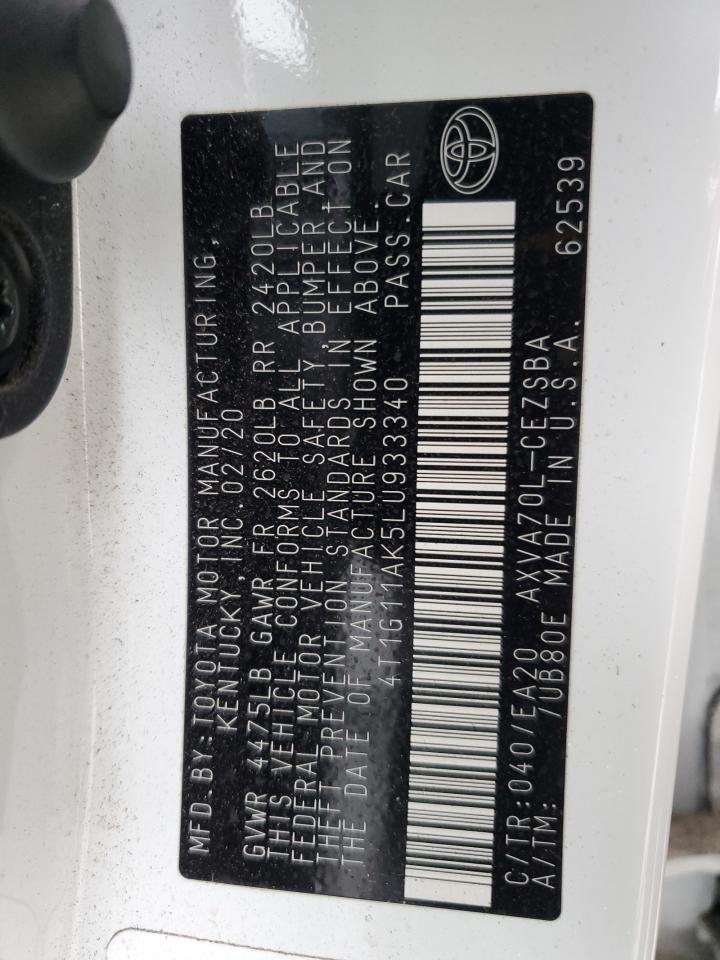 MFD.BY:TOYOTA MOTOR MANUFACTURING,
KENTUCKY, INC. 02/20
GVWR 4475LB GAWR FR 2620LB RR 2420LB
THIS VEHICLE CONFORMS TO ALL APPLICABLE
FEDERAL MOTOR VEHICLE SAFETY, BUMPER, AND
THEFT PREVENTION STANDARDS IN EFFECT ON
THE DATE OF MANUFACTURE SHOWN ABOVE.
4T1G11AK5LU933340 PASS.CAR
C/TR:040/EA20 AXVA70L-CEZSBA
A/TM: /UB80E MADE IN U.S.A. 62539